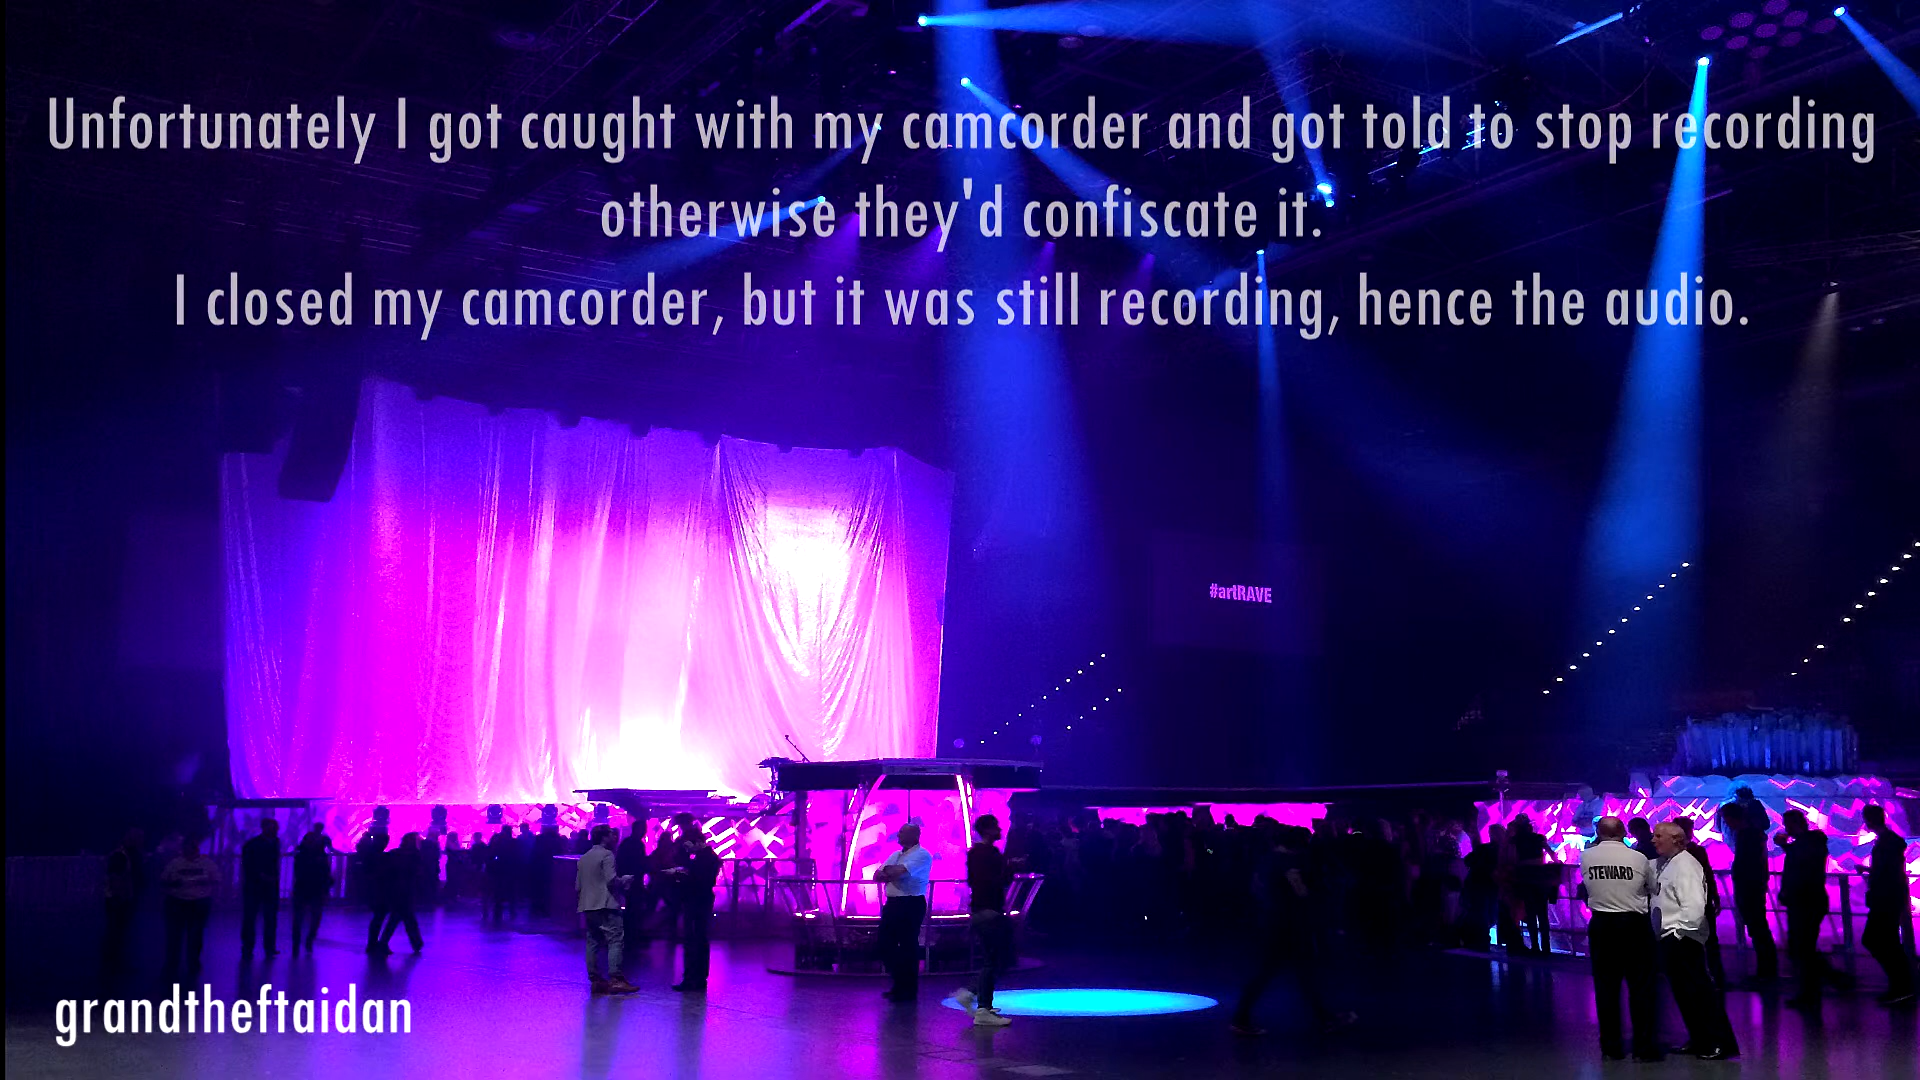 Unfortunately I got caught with my camcorder and got told to stop recording
otherwise they'd confiscate it.
I closed my camcorder, but it was still recording, hence the audio.
#artRAVE
STEWARD
grandtheftaidan